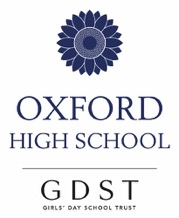 OXFORD
HIGH SCHOOL
GDST
GIRLS' DAY SCHOOL TRUST